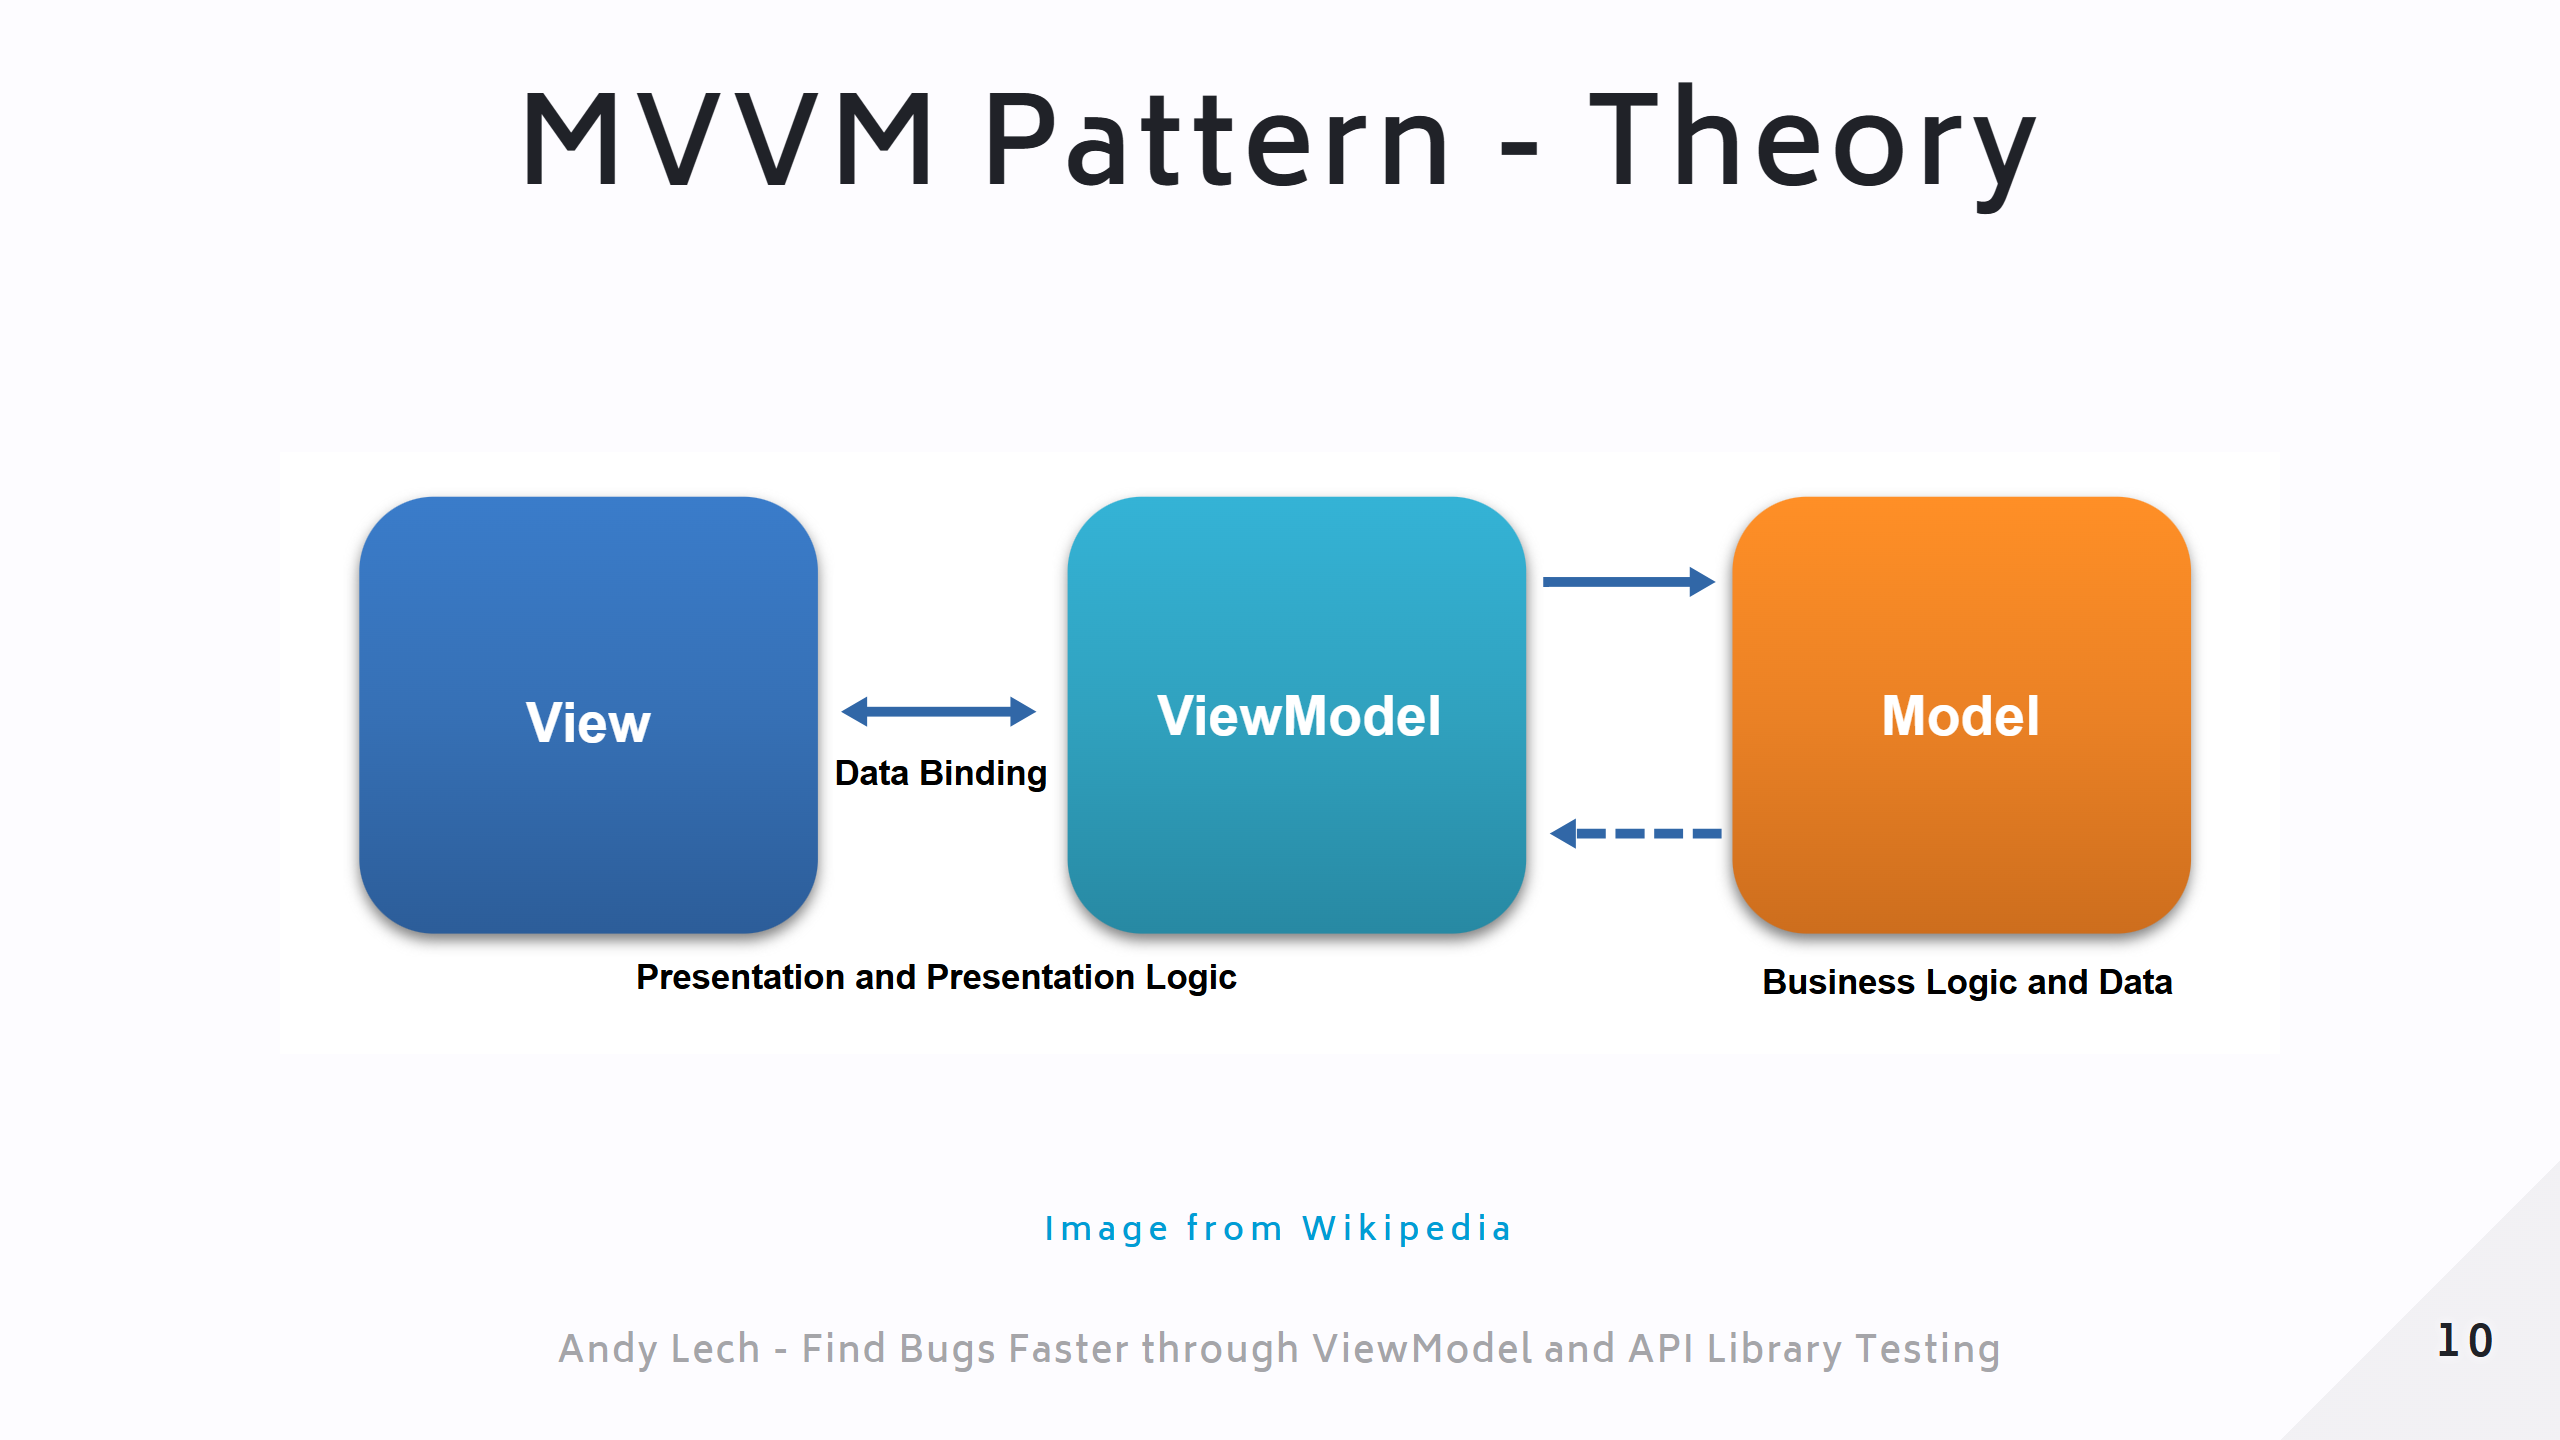 MVVM Pattern - Theory
View
Data Binding
ViewModel
Model
Presentation and Presentation Logic
Business Logic and Data
Image from Wikipedia
Andy Lech - Find Bugs Faster through ViewModel and API Library Testing
10